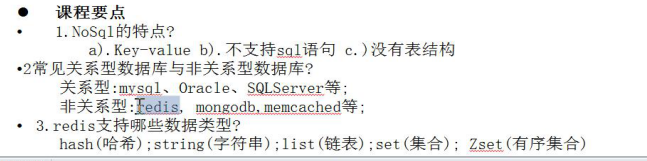 ● 课程要点
• 1.NoSql的特点?
a).Key-value b).不支持sql语句 c.)没有表结构
•2常见关系型数据库与非关系型数据库?
关系型:mysql、Oracle、SQLServer等;
非关系型:redis, mongodb,memcached等;
• 3.redis支持哪些数据类型?
hash(哈希);string(字符串);list(链表);set(集合); Zset(有序集合)